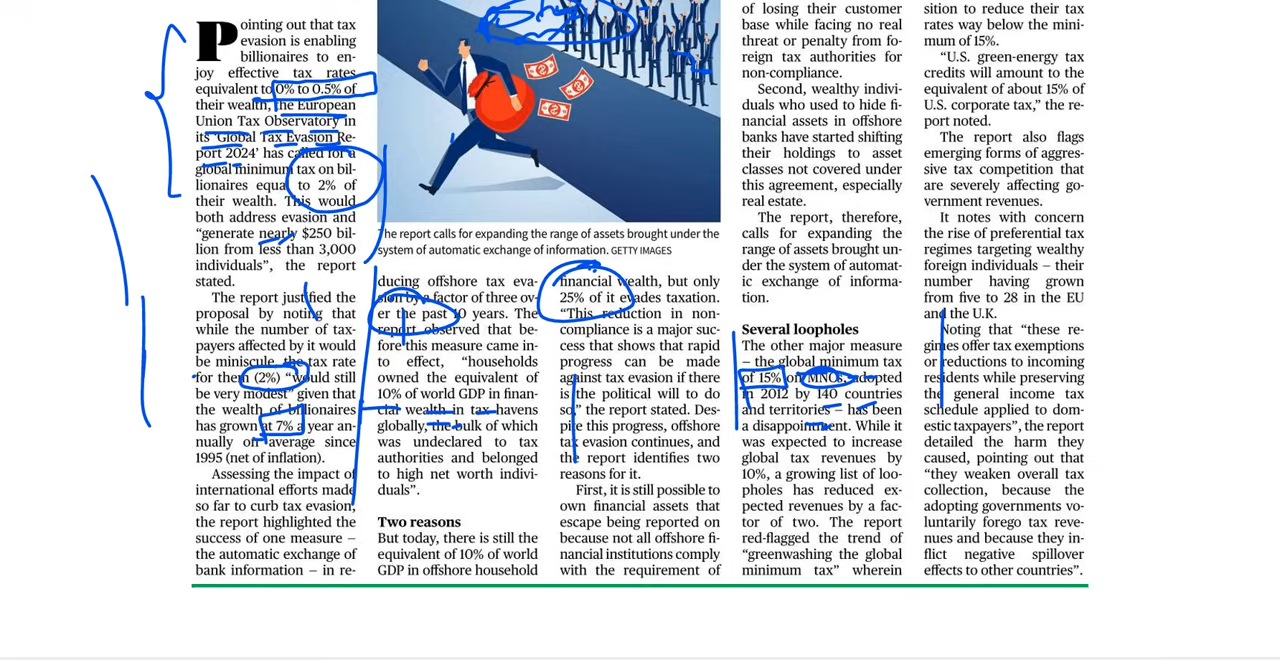 Pointing out that tax
evasion is enabling
billionaires to en-
joy effective tax rates
equivalent to 0% to 0.5% of
their wealth, the European
Union Tax Observatory in
its 'Global Tax Evasion Re-
port 2024' has called for a
global minimum tax on bil-
lionaires equal to 2% of
their wealth. This would
both address evasion and
"generate nearly $250 bil-
lion from less than 3,000
individuals", the report
stated.
The report justified the
proposal by noting that
while the number of tax-
payers affected by it would
be miniscule, the tax rate
for them (2%) "would still
be very modest" given that
the wealth of billionaires
has grown at 7% a year an-
nually on average since
1995 (net of inflation).
Assessing the impact of
international efforts made
so far to curb tax evasion,
the report highlighted the
success of one measure –
the automatic exchange of
bank information – in re-
The report calls for expanding the range of assets brought under the
system of automatic exchange of information. GETTY IMAGES
ducing offshore tax eva-
sion by a factor of three ov-
er the past 10 years. The
report observed that be-
fore this measure came in-
to effect, "households
owned the equivalent of
10% of world GDP in finan-
cial wealth in tax havens
globally, the bulk of which
was undeclared to tax
authorities and belonged
to high net worth indivi-
duals".
Two reasons
But today, there is still the
equivalent of 10% of world
GDP in offshore household
financial wealth, but only
25% of it evades taxation.
"This reduction in non-
compliance is a major suc-
cess that shows that rapid
progress can be made
against tax evasion if there
is the political will to do
so," the report stated. Des-
pite this progress, offshore
tax evasion continues, and
the report identifies two
reasons for it.
First, it is still possible to
own financial assets that
escape being reported on
because not all offshore fi-
nancial institutions comply
with the requirement of
of losing their customer
base while facing no real
threat or penalty from fo-
reign tax authorities for
non-compliance.
Second, wealthy indivi-
duals who used to hide fi-
nancial assets in offshore
banks have started shifting
their holdings to asset
classes not covered under
this agreement, especially
real estate.
The report, therefore,
calls for expanding the
range of assets brought un-
der the system of automat-
ic exchange of informa-
tion.
Several loopholes
The other major measure
– the global minimum tax
of 15% on MNOs, adopted
in 2012 by 140 countries
and territories – has been
a disappointment. While it
was expected to increase
global tax revenues by
10%, a growing list of loo-
pholes has reduced ex-
pected revenues by a fac-
tor of two. The report
red-flagged the trend of
"greenwashing the global
minimum tax" wherein
sition to reduce their tax
rates way below the mini-
mum of 15%.
"U.S. green-energy tax
credits will amount to the
equivalent of about 15% of
U.S. corporate tax," the re-
port noted.
The report also flags
emerging forms of aggres-
sive tax competition that
are severely affecting go-
vernment revenues.
It notes with concern
the rise of preferential tax
regimes targeting wealthy
foreign individuals – their
number having grown
from five to 28 in the EU
and the U.K.
Noting that "these re-
gimes offer tax exemptions
or reductions to incoming
residents while preserving
the general income tax
schedule applied to dom-
estic taxpayers", the report
detailed the harm they
caused, pointing out that
"they weaken overall tax
collection, because the
adopting governments vo-
luntarily forego tax reve-
nues and because they in-
flict negative spillover
effects to other countries".